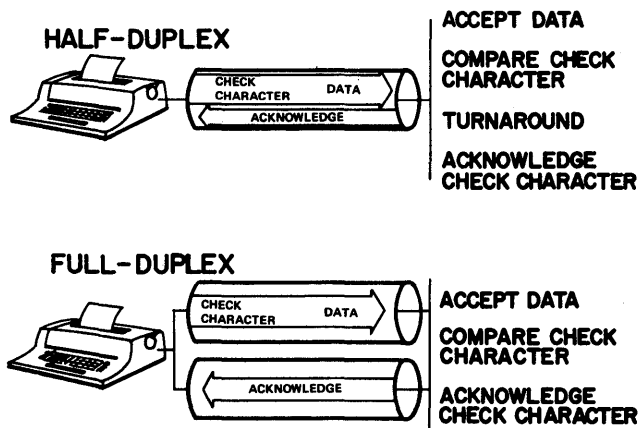 HALF-DUPLEX
CHECK
CHARACTER DATA
ACKNOWLEDGE
ACCEPT DATA
COMPARE CHECK
CHARACTER
TURNAROUND
ACKNOWLEDGE
CHECK CHARACTER
FULL-DUPLEX
CHECK
CHARACTER DATA
ACKNOWLEDGE
ACCEPT DATA
COMPARE CHECK
CHARACTER
ACKNOWLEDGE
CHECK CHARACTER